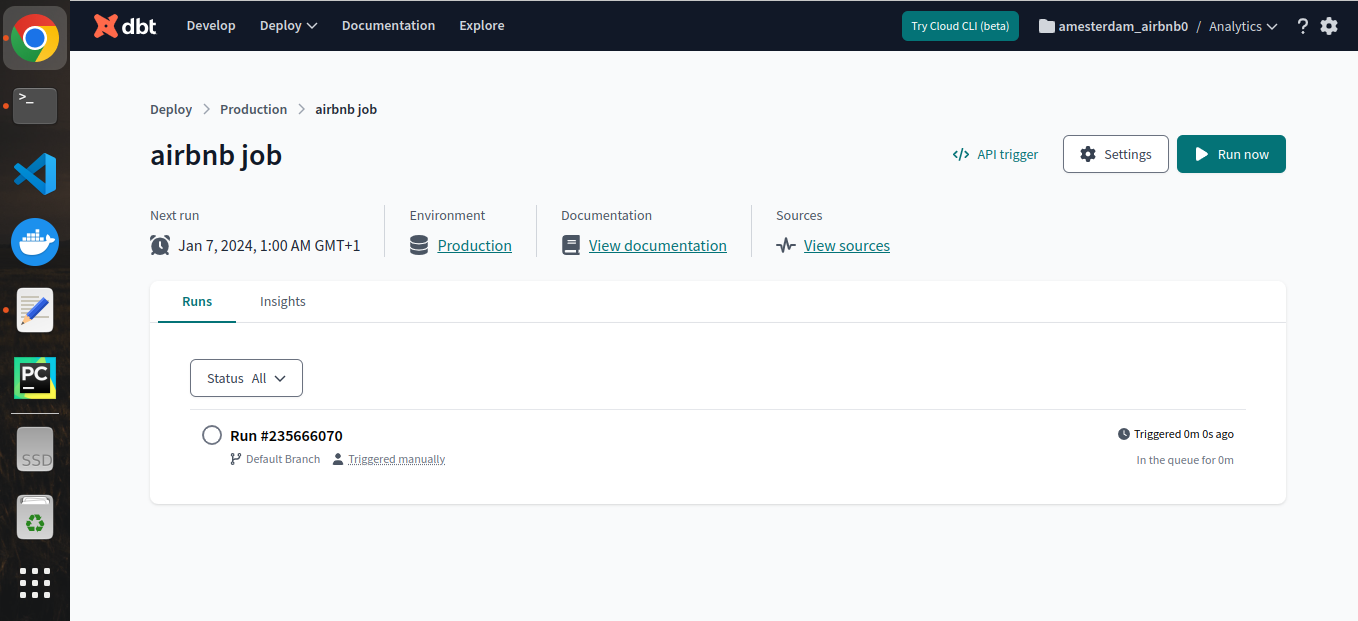 dbt Develop Deploy Documentation Explore Try Cloud CLI (beta) amesterdam_airbnb0 / Analytics ?
>_
Deploy > Production > airbnb job
airbnb job
</> API trigger Settings Run now
Next run Environment Documentation Sources
Jan 7, 2024, 1:00 AM GMT+1 Production View documentation View sources
Runs Insights
PC
Status All
Run #235666070 Triggered 0m 0s ago
Default Branch Triggered manually In the queue for 0m
SSD